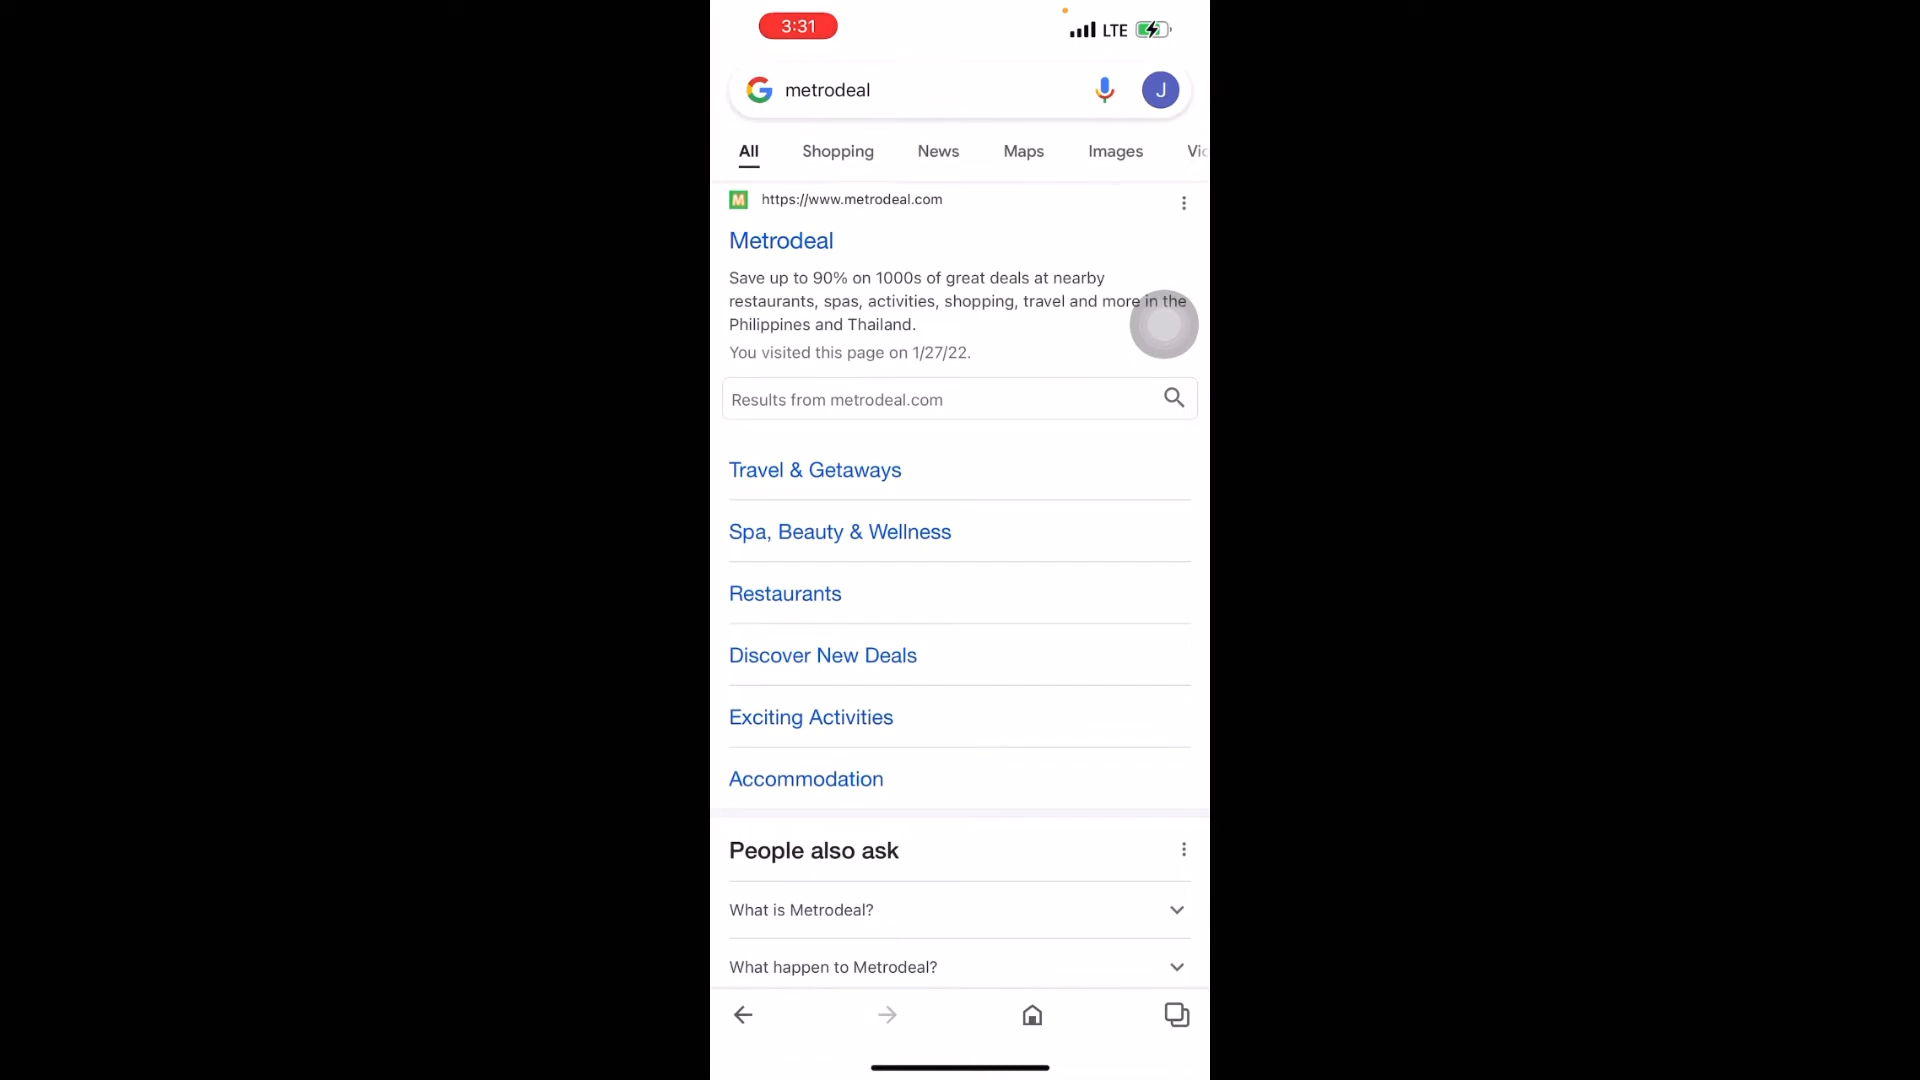 3:31
LTE
metrodeal
J
All Shopping News Maps Images
M https://www.metrodeal.com
Metrodeal
Save up to 90% on 1000s of great deals at nearby
restaurants, spas, activities, shopping, travel and more in the
Philippines and Thailand.
You visited this page on 1/27/22.
Results from metrodeal.com
Travel & Getaways
Spa, Beauty & Wellness
Restaurants
Discover New Deals
Exciting Activities
Accommodation
People also ask
What is Metrodeal?
What happen to Metrodeal?